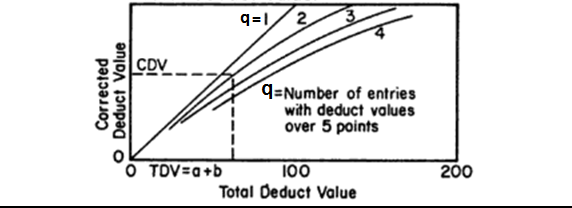 q=1
2
3
4
CDV
q=Number of entries
with deduct values
over 5 points
Corrected
Deduct Value
0
0
TDV=a+b
100
200
Total Deduct Value